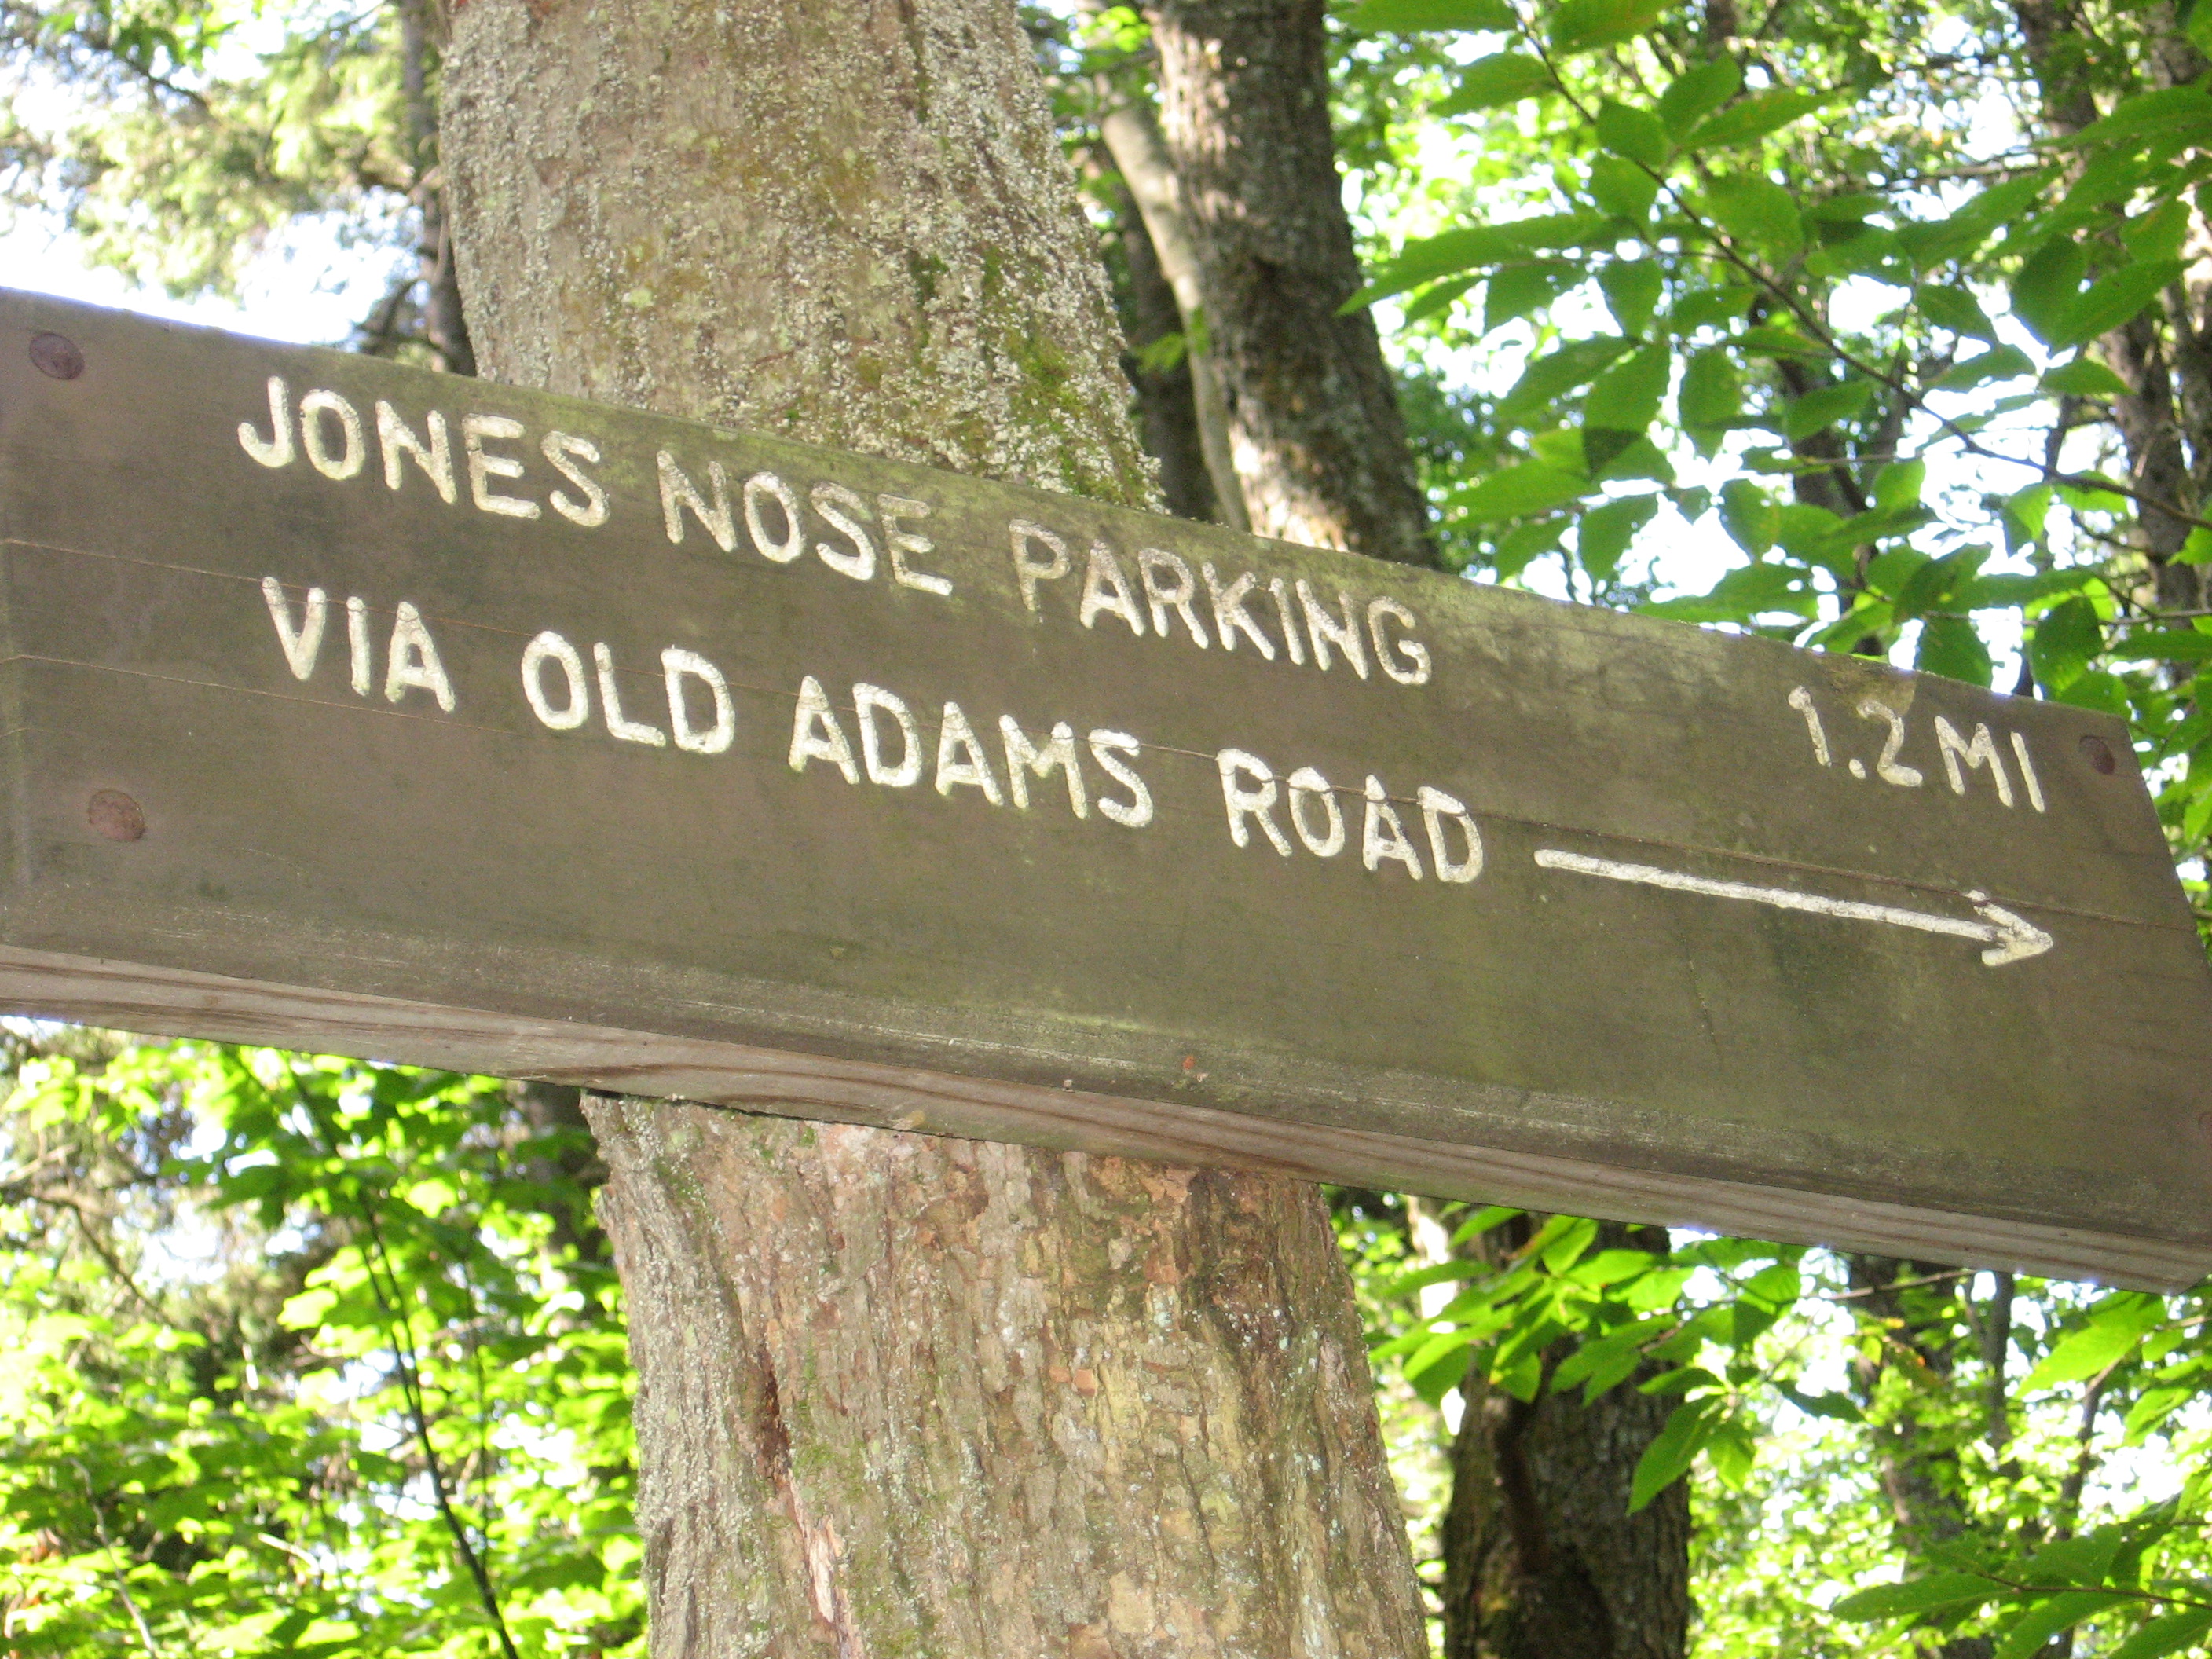 JONES NOSE PARKING 1.2 MI
VIA OLD ADAMS ROAD